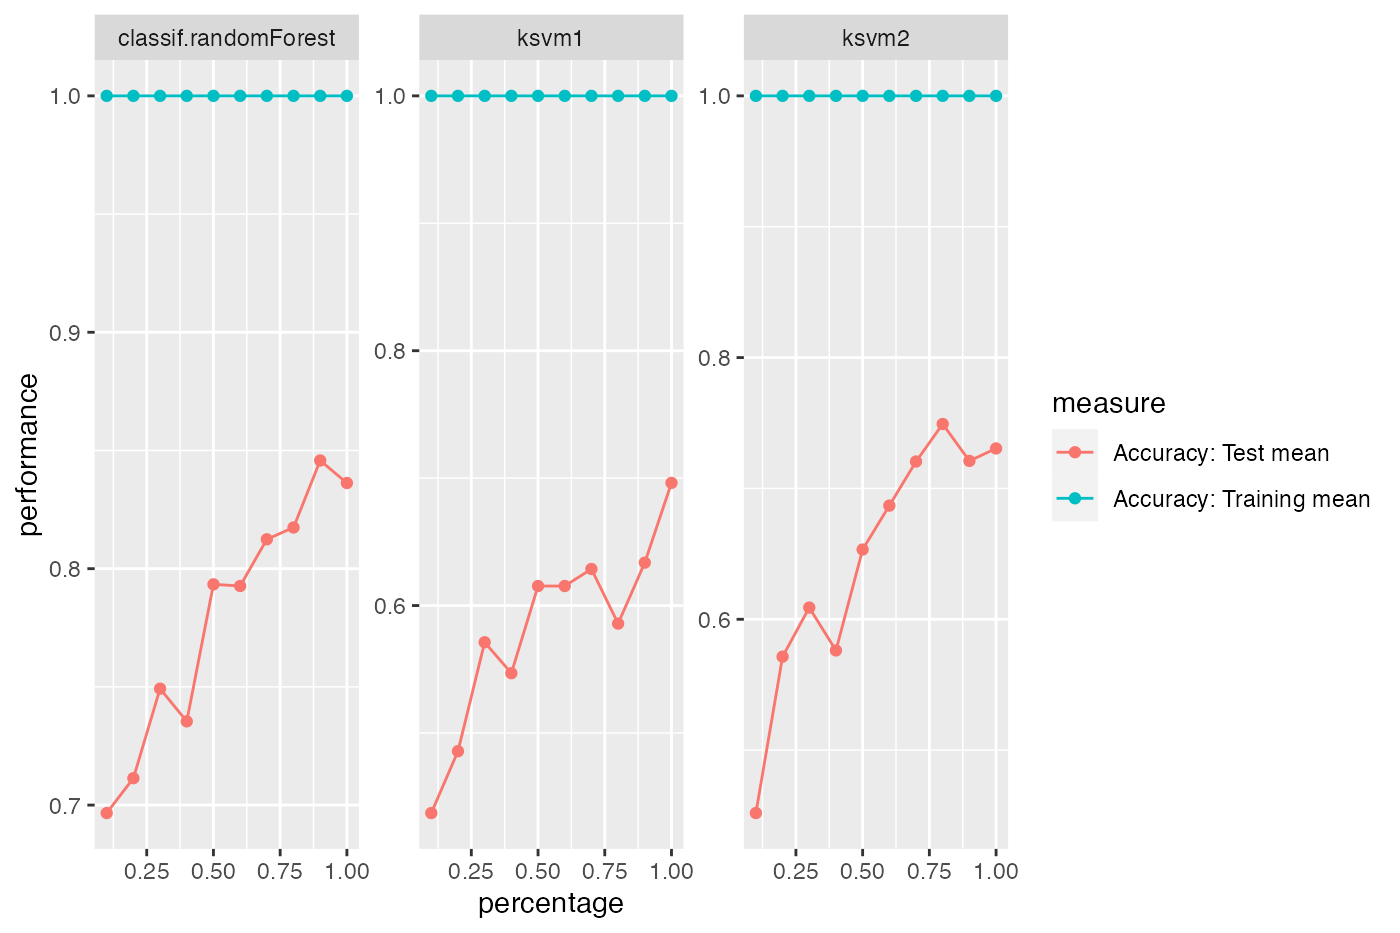 classif.randomForest
ksvm1
ksvm2
performance
1.0
0.9
0.8
0.7
1.0
0.8
0.6
1.0
0.8
0.6
0.25 0.50 0.75 1.00
0.25 0.50 0.75 1.00
0.25 0.50 0.75 1.00
percentage
measure
Accuracy: Test mean
Accuracy: Training mean